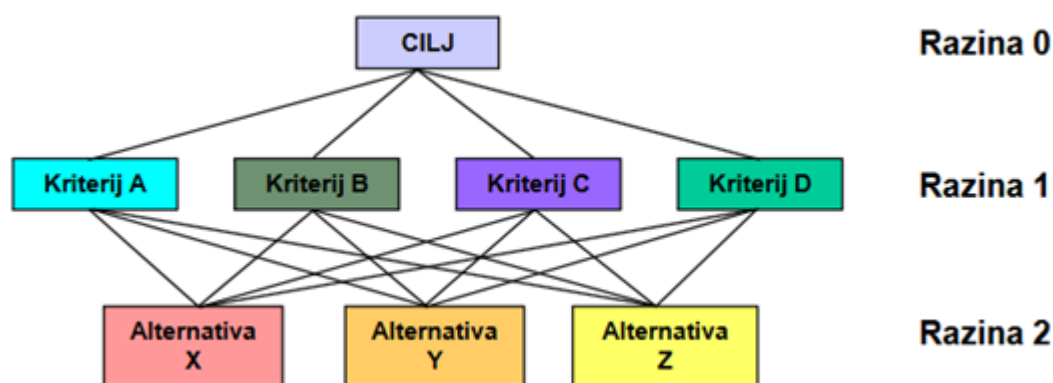 CILJ
Razina 0
Kriterij A
Kriterij B
Kriterij C
Kriterij D
Razina 1
Alternativa
X
Alternativa
Y
Alternativa
Z
Razina 2